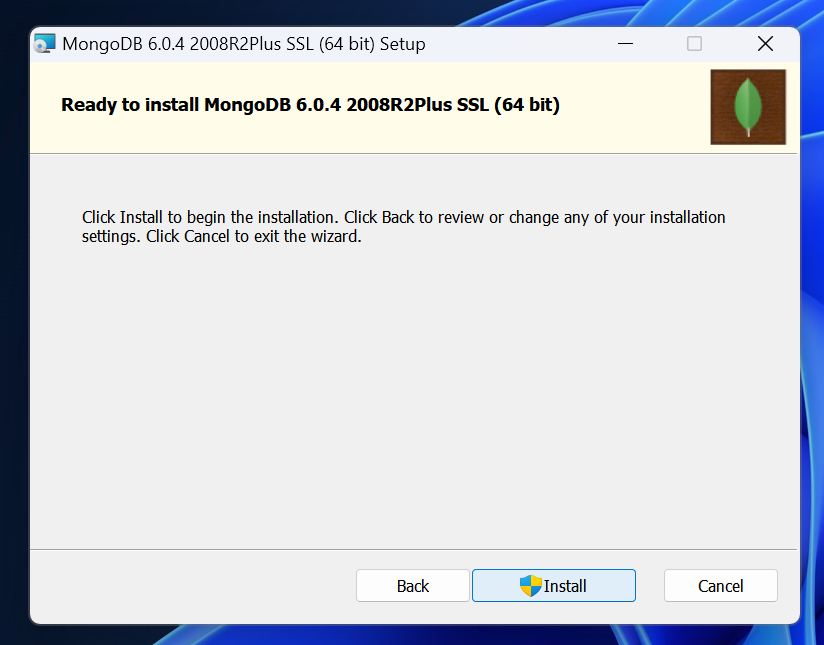 MongoDB 6.0.4 2008R2Plus SSL (64 bit) Setup
Ready to install MongoDB 6.0.4 2008R2Plus SSL (64 bit)
Click Install to begin the installation. Click Back to review or change any of your installation
settings. Click Cancel to exit the wizard.
Back Install Cancel